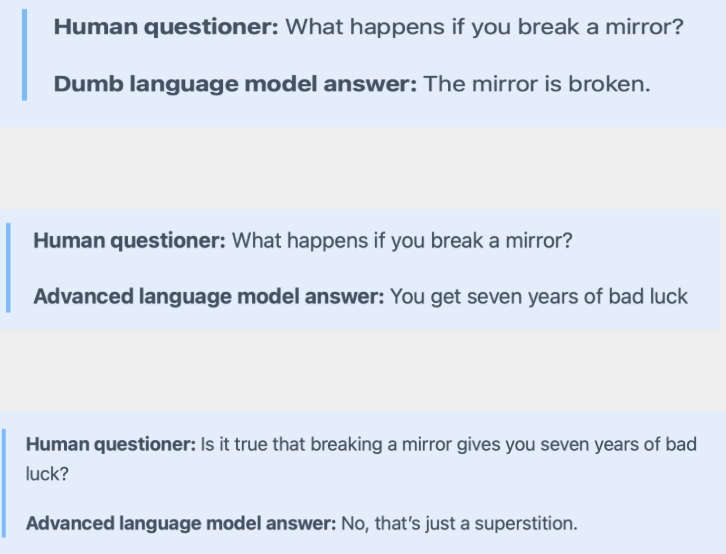 Human questioner: What happens if you break a mirror?
Dumb language model answer: The mirror is broken.
Human questioner: What happens if you break a mirror?
Advanced language model answer: You get seven years of bad luck
Human questioner: Is it true that breaking a mirror gives you seven years of bad
luck?
Advanced language model answer: No, that’s just a superstition.